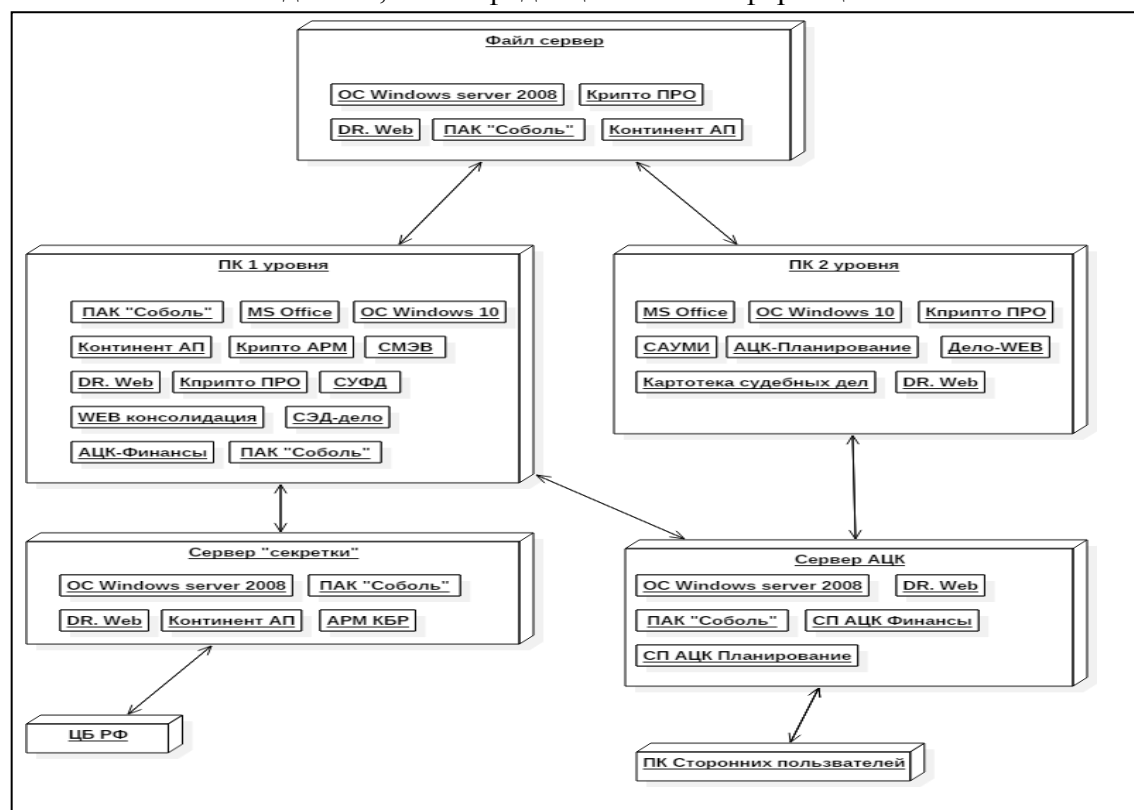 Файл сервер
ОС Windows server 2008 Крипто ПРО
DR. Web ПАК "Соболь" Континент АП
ПК 1 уровня
ПАК "Соболь" MS Office ОС Windows 10
Континент АП Крипто АРМ СМЭВ
DR. Web Кприпто ПРО СУФД
WEB консолидация СЭД-дело
АЦК-Финансы ПАК "Соболь"
ПК 2 уровня
MS Office ОС Windows 10 Кприпто ПРО
САУМИ АЦК-Планирование Дело-WEB
Картотека судебных дел DR. Web
Сервер "секретки"
ОС Windows server 2008 ПАК "Соболь"
DR. Web Континент АП АРМ КБР
Сервер АЦК
ОС Windows server 2008 DR. Web
ПАК "Соболь" СП АЦК Финансы
СП АЦК Планирование
ЦБ РФ
ПК Сторонних пользвателей